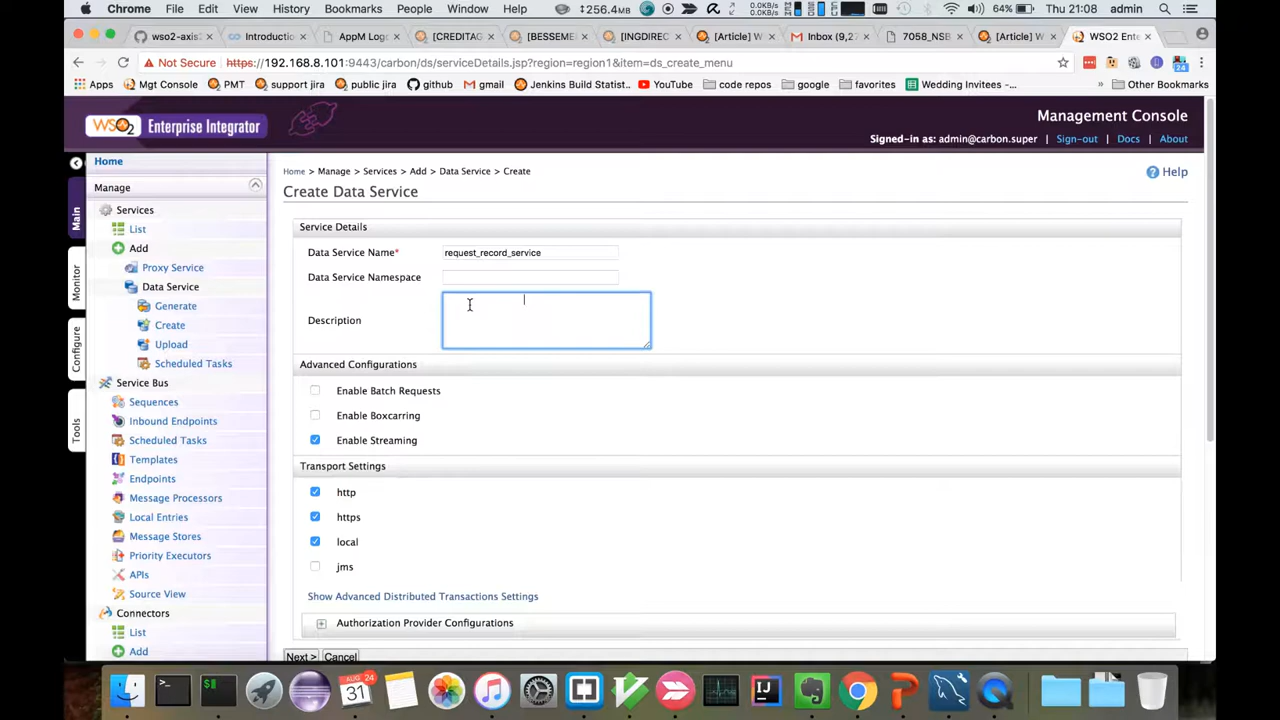 Chrome File Edit View History Bookmarks People Window Help 256.4MB 0.0KB/s 64% Thu 21:08 admin
wso2-axis2 Introduction AppM Logo [CREDITAG [BESSEME [INGDIREC [Article] W Inbox (9,27 7058_NSB [Article] W WSO2 Ente
Not Secure https://192.168.8.101:9443/carbon/ds/serviceDetails.jsp?region=region1&item=ds_create_menu
Apps Mgt Console PMT support jira public jira github gmail Jenkins Build Statist.. YouTube code repos google favorites Wedding Invitees -... » Other Bookmarks
WSO2 Enterprise Integrator
Management Console
Signed-in as: admin@carbon.super | Sign-out | Docs | About
Main
Monitor
Configure
Tools
Home
Manage
Services
List
Add
Proxy Service
Data Service
Generate
Create
Upload
Scheduled Tasks
Service Bus
Sequences
Inbound Endpoints
Scheduled Tasks
Templates
Endpoints
Message Processors
Local Entries
Message Stores
Priority Executors
APIs
Source View
Connectors
List
Add
Home > Manage > Services > Add > Data Service > Create
Help
Create Data Service
Service Details
Data Service Name* request_record_service
Data Service Namespace
Description
Advanced Configurations
Enable Batch Requests
Enable Boxcarring
Enable Streaming
Transport Settings
http
https
local
jms
Show Advanced Distributed Transactions Settings
Authorization Provider Configurations
Next > Cancel
AUG 24
31